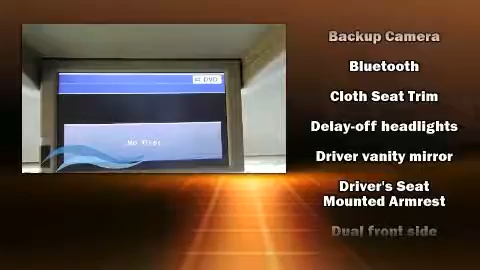 DVD
No
Backup Camera
Bluetooth
Cloth Seat Trim
Delay-off headlights
Driver vanity mirror
Driver's Seat
Mounted Armrest
Dual front side